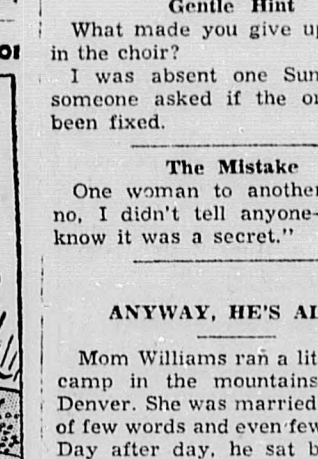 Gentle Hint
What made you give up
in the choir?
I was absent one Sun
someone asked if the or
been fixed.
The Mistake
One woman to another
no, I didn't tell anyone—
know it was a secret."
ANYWAY, HE'S AL
Mom Williams ran a lit
camp in the mountains
Denver. She was married
of few words and even few
Day after day, he sat b